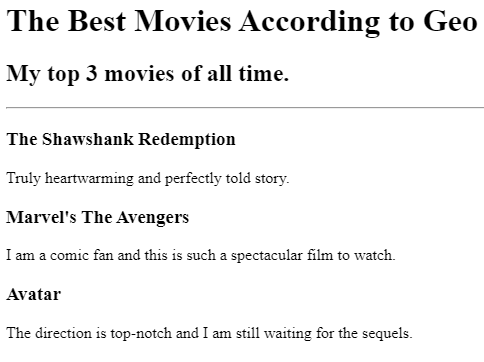 The Best Movies According to Geo
My top 3 movies of all time.
The Shawshank Redemption
Truly heartwarming and perfectly told story.
Marvel's The Avengers
I am a comic fan and this is such a spectacular film to watch.
Avatar
The direction is top-notch and I am still waiting for the sequels.